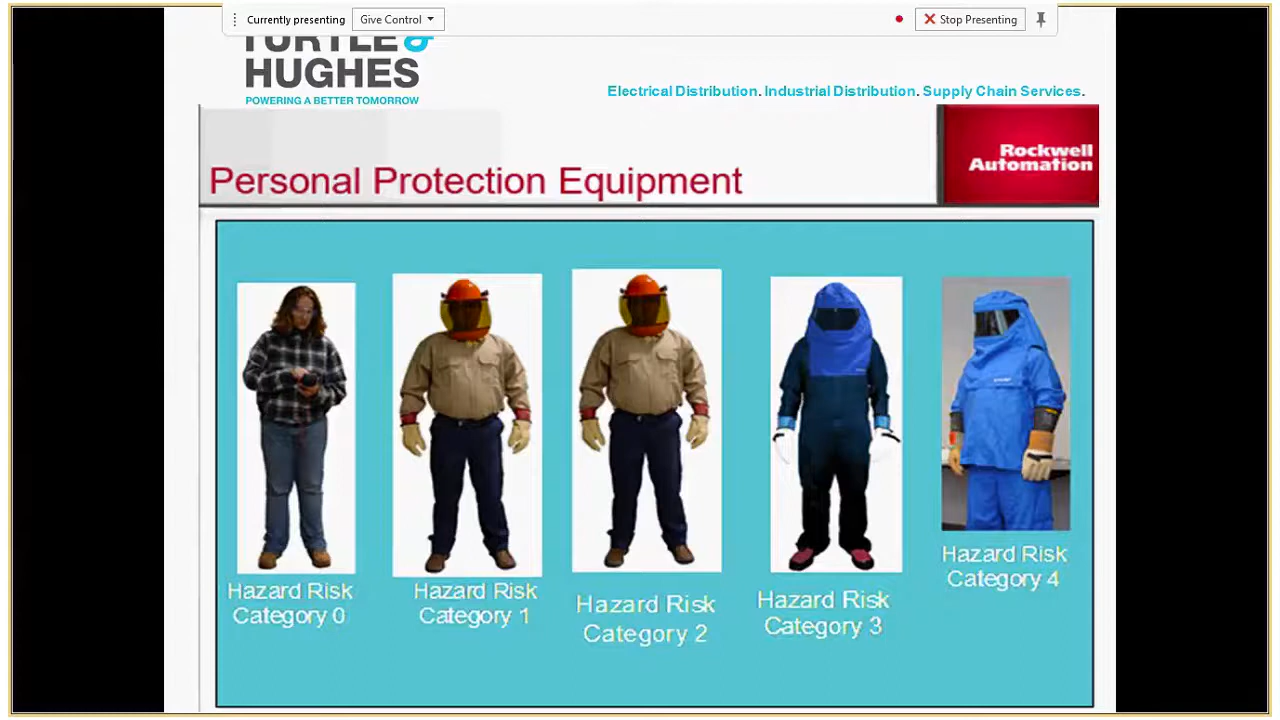 Currently presenting
Give Control
Stop Presenting
TURTLE &
HUGHES
POWERING A BETTER TOMORROW
Electrical Distribution. Industrial Distribution. Supply Chain Services.
Rockwell
Automation
Personal Protection Equipment
Hazard Risk
Category 0
Hazard Risk
Category 1
Hazard Risk
Category 2
Hazard Risk
Category 3
Hazard Risk
Category 4